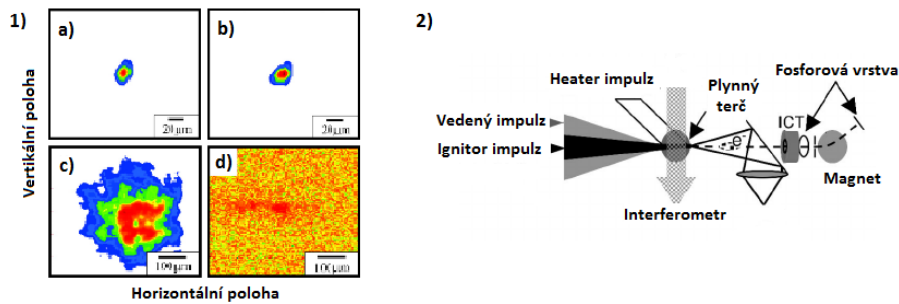 1)
Vertikální poloha
a)
20 µm
b)
20 µm
c)
100 µm
d)
100 µm
Horizontální poloha
2)
Heater impulz
Plynný
terč
Fosforová vrstva
Vedený impulz
Ignitor impulz
ICT
e-
Magnet
Interferometr